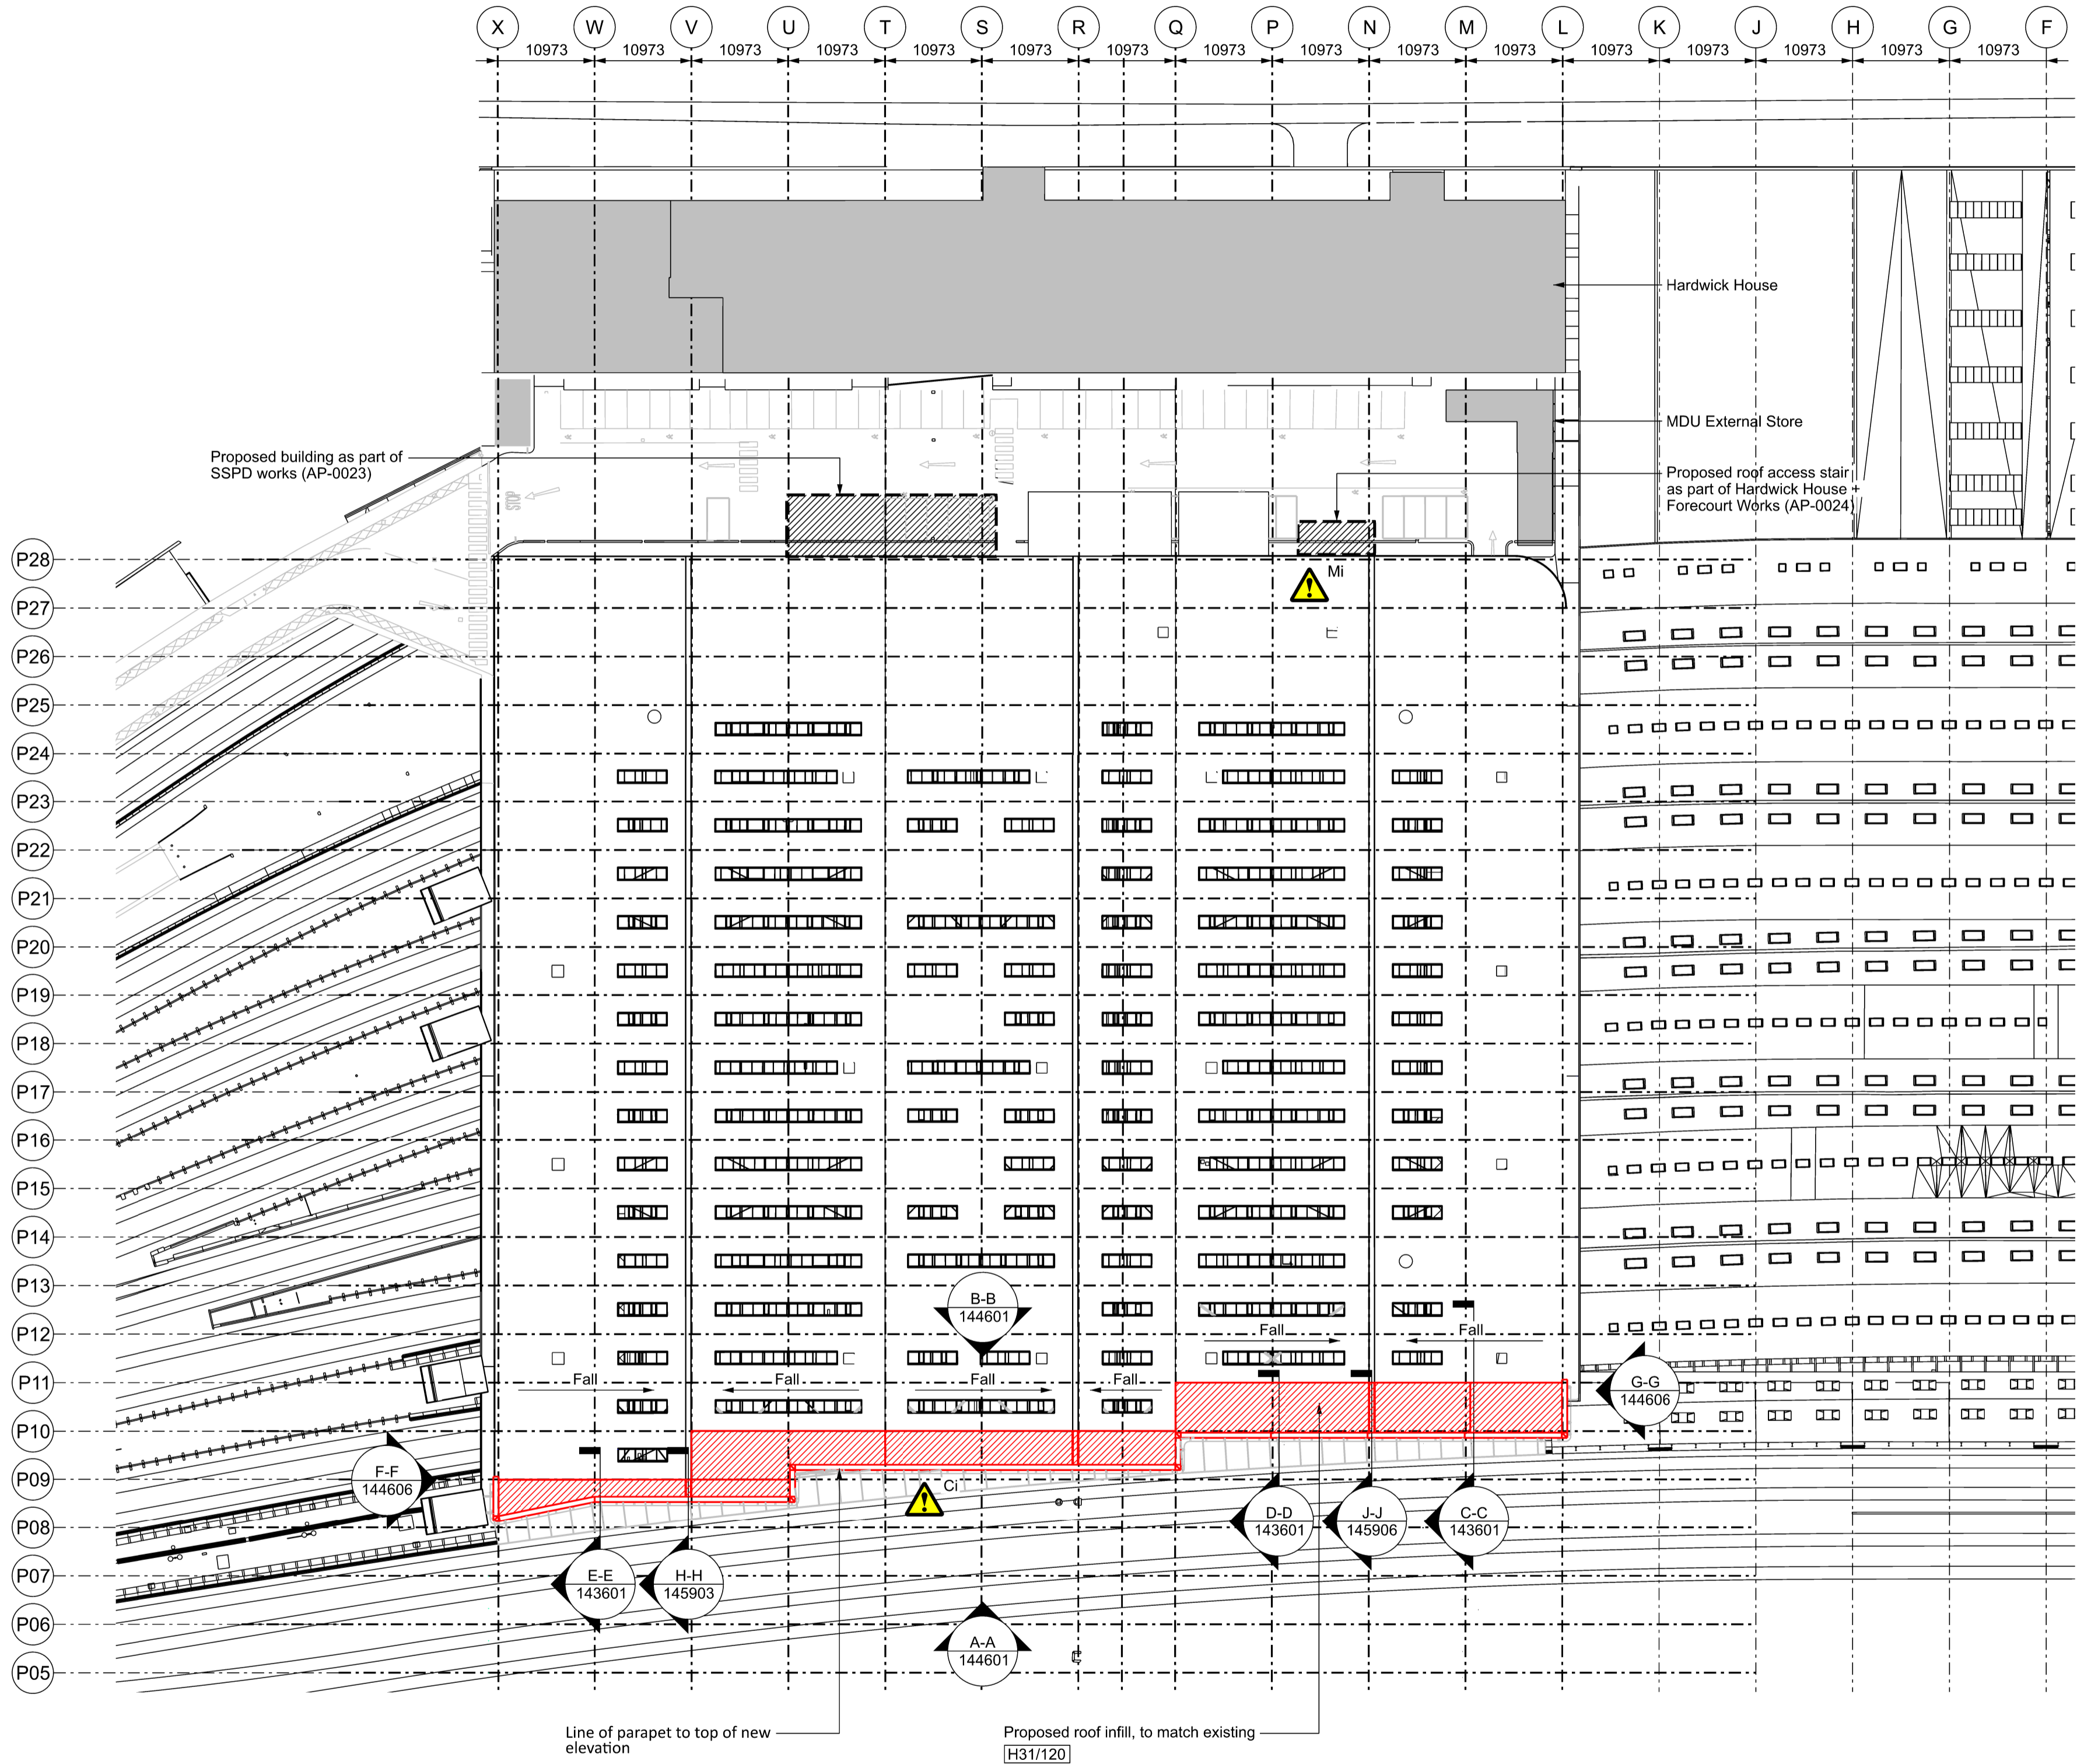 X W V U T S R Q P N M L K J H G F
10973 10973 10973 10973 10973 10973 10973 10973 10973 10973 10973 10973 10973 10973 10973 10973
Hardwick House
MDU External Store
Proposed building as part of
SSPD works (AP-0023)
Proposed roof access stair
as part of Hardwick House +
Forecourt Works (AP-0024)
STOP
P28
Mi
P27
P26
P25
P24
P23
P22
P21
P20
P19
P18
P17
P16
P15
P14
P13
B-B
144601
P12
Fall Fall
P11
Fall Fall Fall Fall
G-G
144606
P10
F-F
144606
P09
Ci
P08
D-D
143601
J-J
145906
C-C
143601
P07
E-E
143601
H-H
145903
P06
A-A
144601
P05
Line of parapet to top of new
elevation
Proposed roof infill, to match existing
H31/120